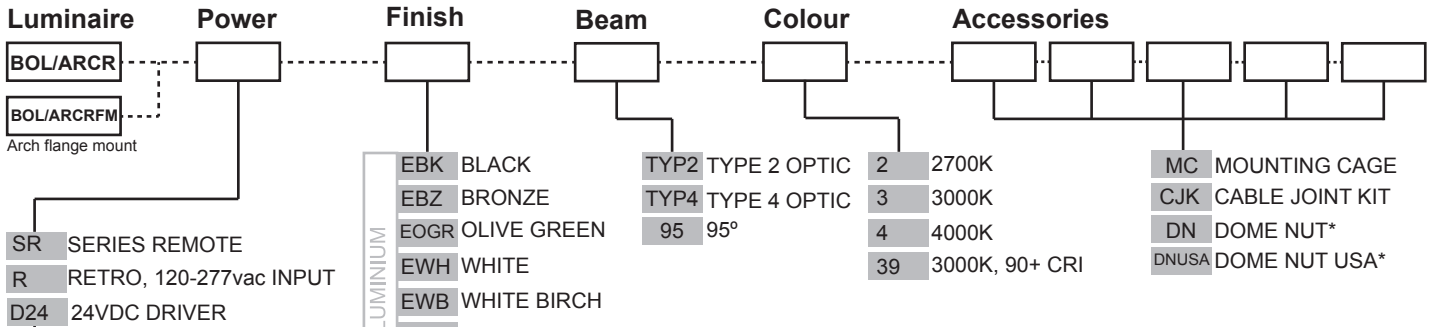 Luminaire Power Finish Beam Colour Accessories
BOL/ARCR
BOL/ARCRFM
Arch flange mount
SR SERIES REMOTE
R RETRO, 120-277vac INPUT
D24 24VDC DRIVER
EBK BLACK
EBZ BRONZE
EOGR OLIVE GREEN
EWH WHITE
EWB WHITE BIRCH
TYP2 TYPE 2 OPTIC
TYP4 TYPE 4 OPTIC
95 95º
2 2700K
3 3000K
4 4000K
39 3000K, 90+ CRI
MC MOUNTING CAGE
CJK CABLE JOINT KIT
DN DOME NUT*
DNUSA DOME NUT USA*